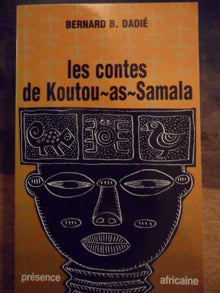 BERNARD B. DADIÉ
les contes
de Koutou~as~Samala
présence africaine